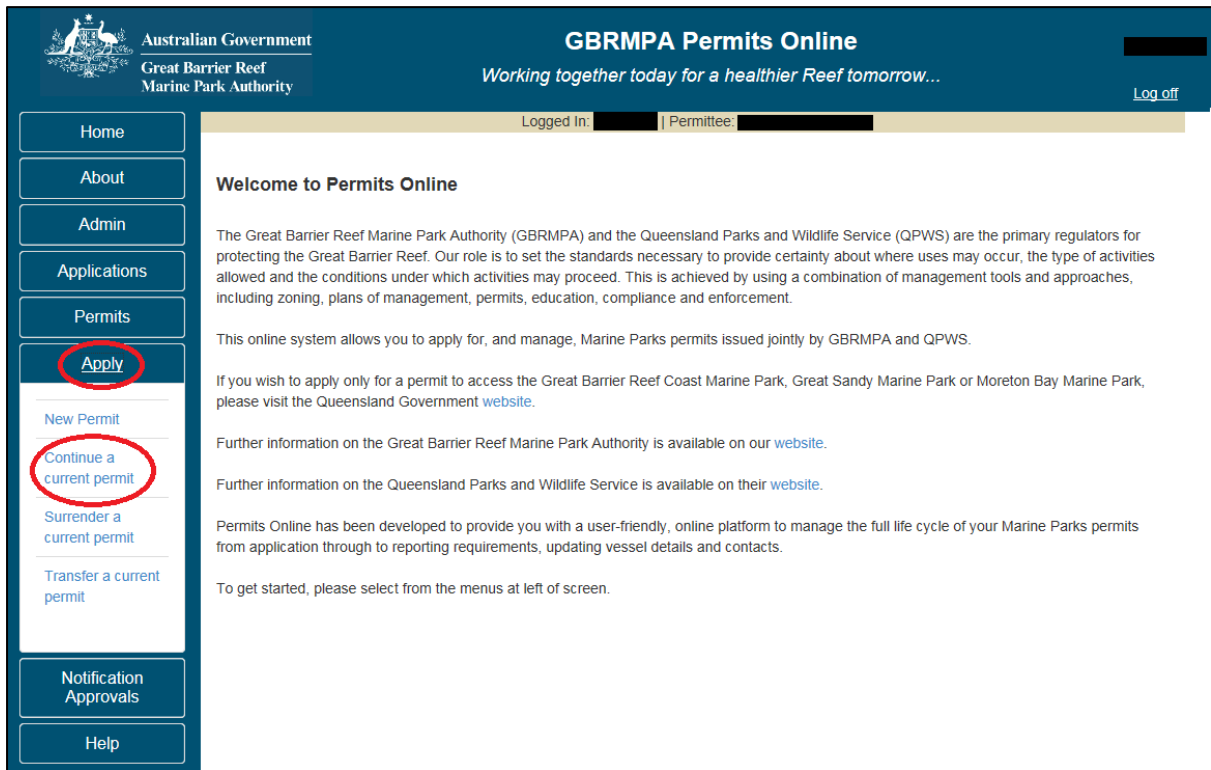 Australian Government
Great Barrier Reef
Marine Park Authority
GBRMPA Permits Online
Working together today for a healthier Reef tomorrow...
Log off
Logged In: | Permittee:
Home
About
Admin
Applications
Permits
Apply
New Permit
Continue a
current permit
Surrender a
current permit
Transfer a current
permit
Notification
Approvals
Help
Welcome to Permits Online
The Great Barrier Reef Marine Park Authority (GBRMPA) and the Queensland Parks and Wildlife Service (QPWS) are the primary regulators for
protecting the Great Barrier Reef. Our role is to set the standards necessary to provide certainty about where uses may occur, the type of activities
allowed and the conditions under which activities may proceed. This is achieved by using a combination of management tools and approaches,
including zoning, plans of management, permits, education, compliance and enforcement.
This online system allows you to apply for, and manage, Marine Parks permits issued jointly by GBRMPA and QPWS.
If you wish to apply only for a permit to access the Great Barrier Reef Coast Marine Park, Great Sandy Marine Park or Moreton Bay Marine Park,
please visit the Queensland Government website.
Further information on the Great Barrier Reef Marine Park Authority is available on our website.
Further information on the Queensland Parks and Wildlife Service is available on their website.
Permits Online has been developed to provide you with a user-friendly, online platform to manage the full life cycle of your Marine Parks permits
from application through to reporting requirements, updating vessel details and contacts.
To get started, please select from the menus at left of screen.